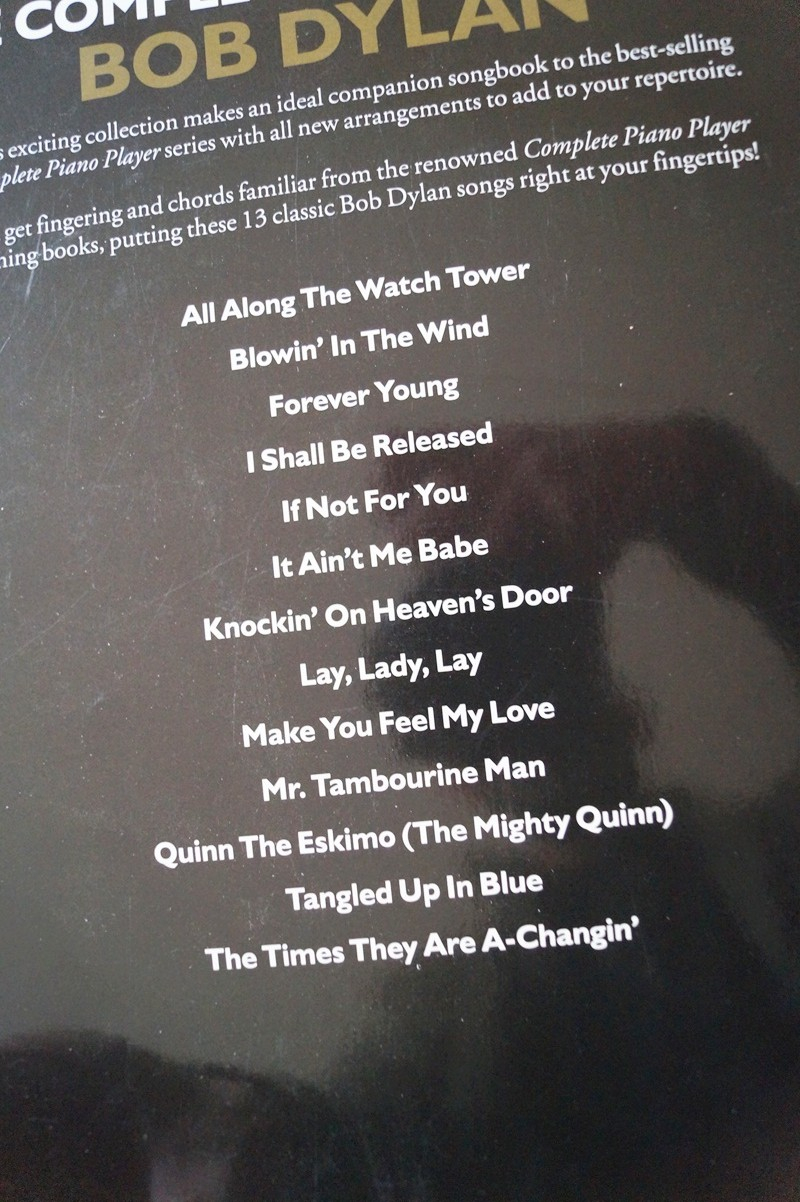 BOB DYLAN
exciting collection makes an ideal companion songbook to the best-selling
Piano Player series with all new arrangements to add to your repertoire.
get fingering and chords familiar from the renowned Complete Piano Player
books, putting these 13 classic Bob Dylan songs right at your fingertips!
All Along The Watch Tower
Blowin' In The Wind
Forever Young
I Shall Be Released
If Not For You
It Ain't Me Babe
Knockin' On Heaven's Door
Lay, Lady, Lay
Make You Feel My Love
Mr. Tambourine Man
Quinn The Eskimo (The Mighty Quinn)
Tangled Up In Blue
The Times They Are A-Changin'